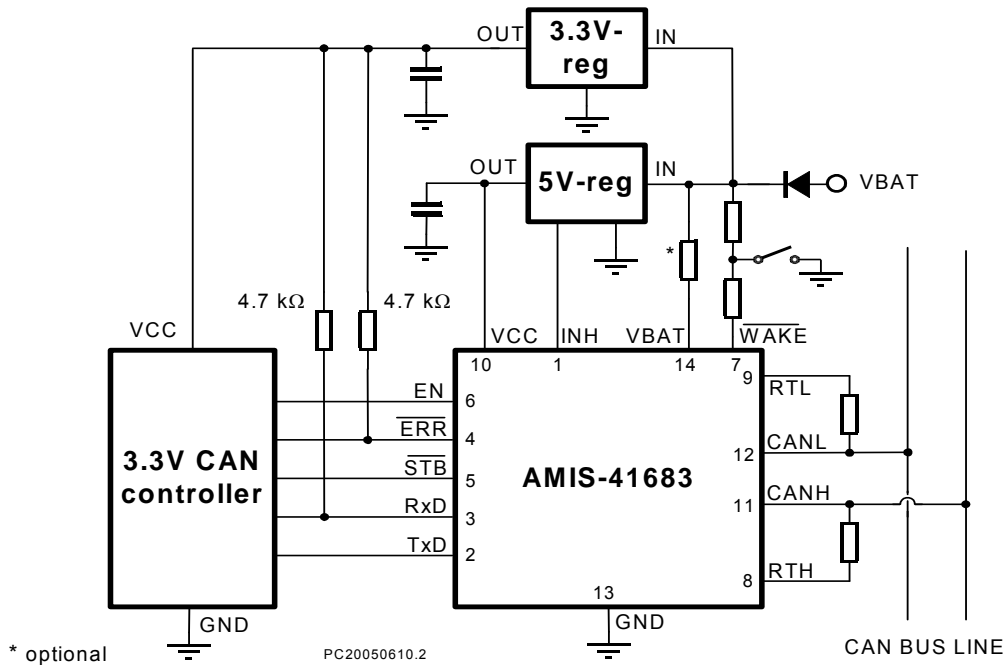 OUT
3.3V-
reg
IN
OUT
5V-reg
IN
VBAT
*
4.7 kΩ
4.7 kΩ
VCC
VCC
INH
VBAT
WAKE
10
1
14
7
9
RTL
EN
6
ERR
4
12
CANL
3.3V CAN
controller
STB
5
AMIS-41683
RxD
3
11
CANH
TxD
2
8
RTH
13
GND
GND
* optional
PC20050610.2
CAN BUS LINE